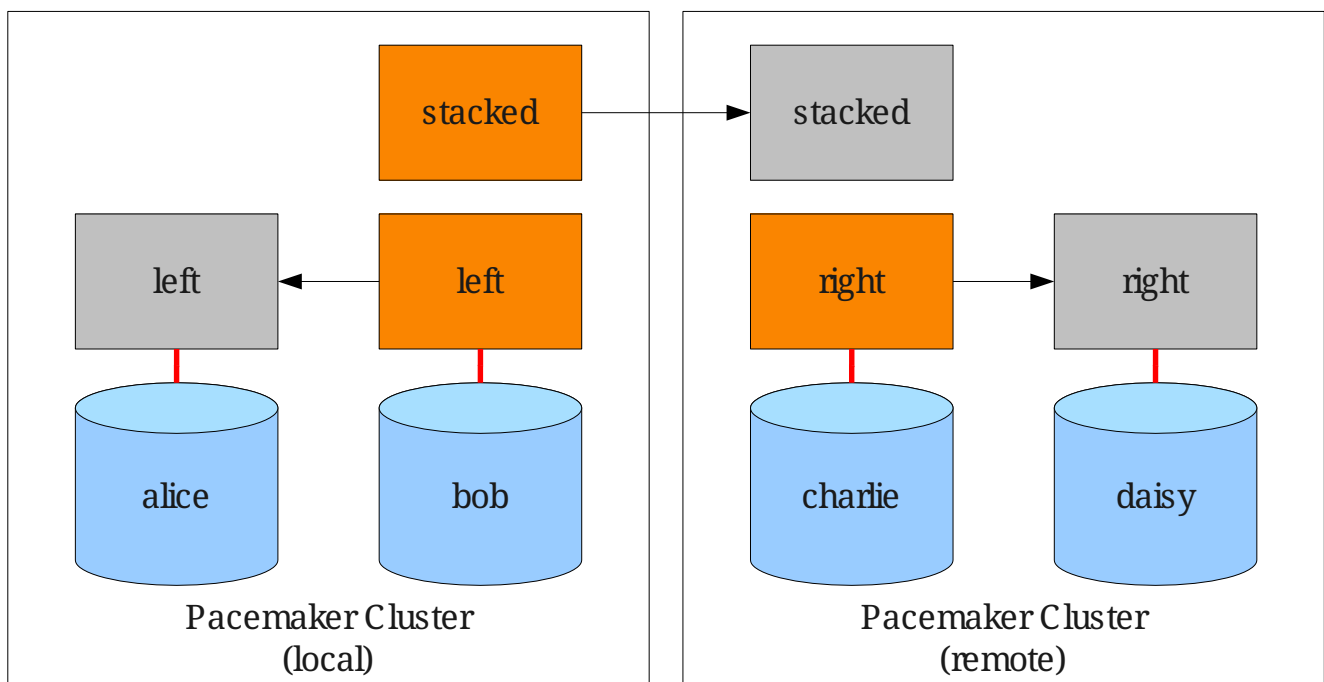 stacked
stacked
left
left
right
right
alice
bob
charlie
daisy
Pacemaker Cluster
(local)
Pacemaker Cluster
(remote)